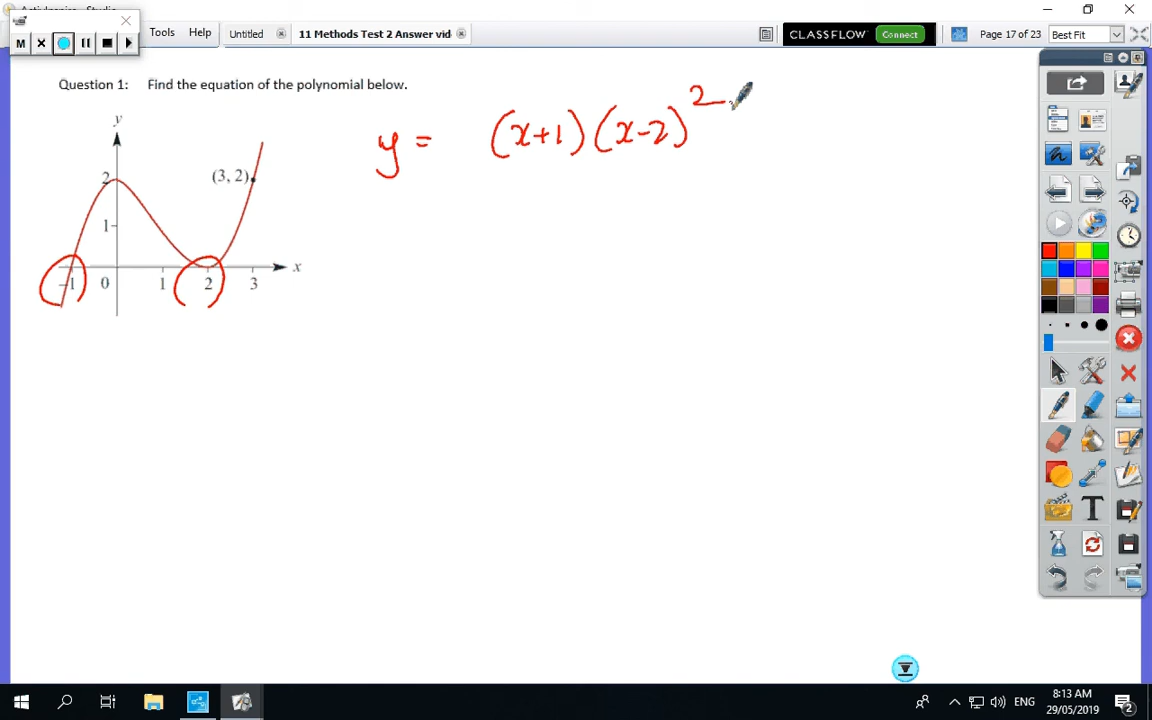 Tools Help Untitled 11 Methods Test 2 Answer vid CLASSFLOW Connect Page 17 of 23 Best Fit
M
Question 1: Find the equation of the polynomial below.
y = (x+1)(x-2)²
y
2
(3, 2)
1
-1 0 1 2 3 x
T
ENG
8:13 AM
29/05/2019
2